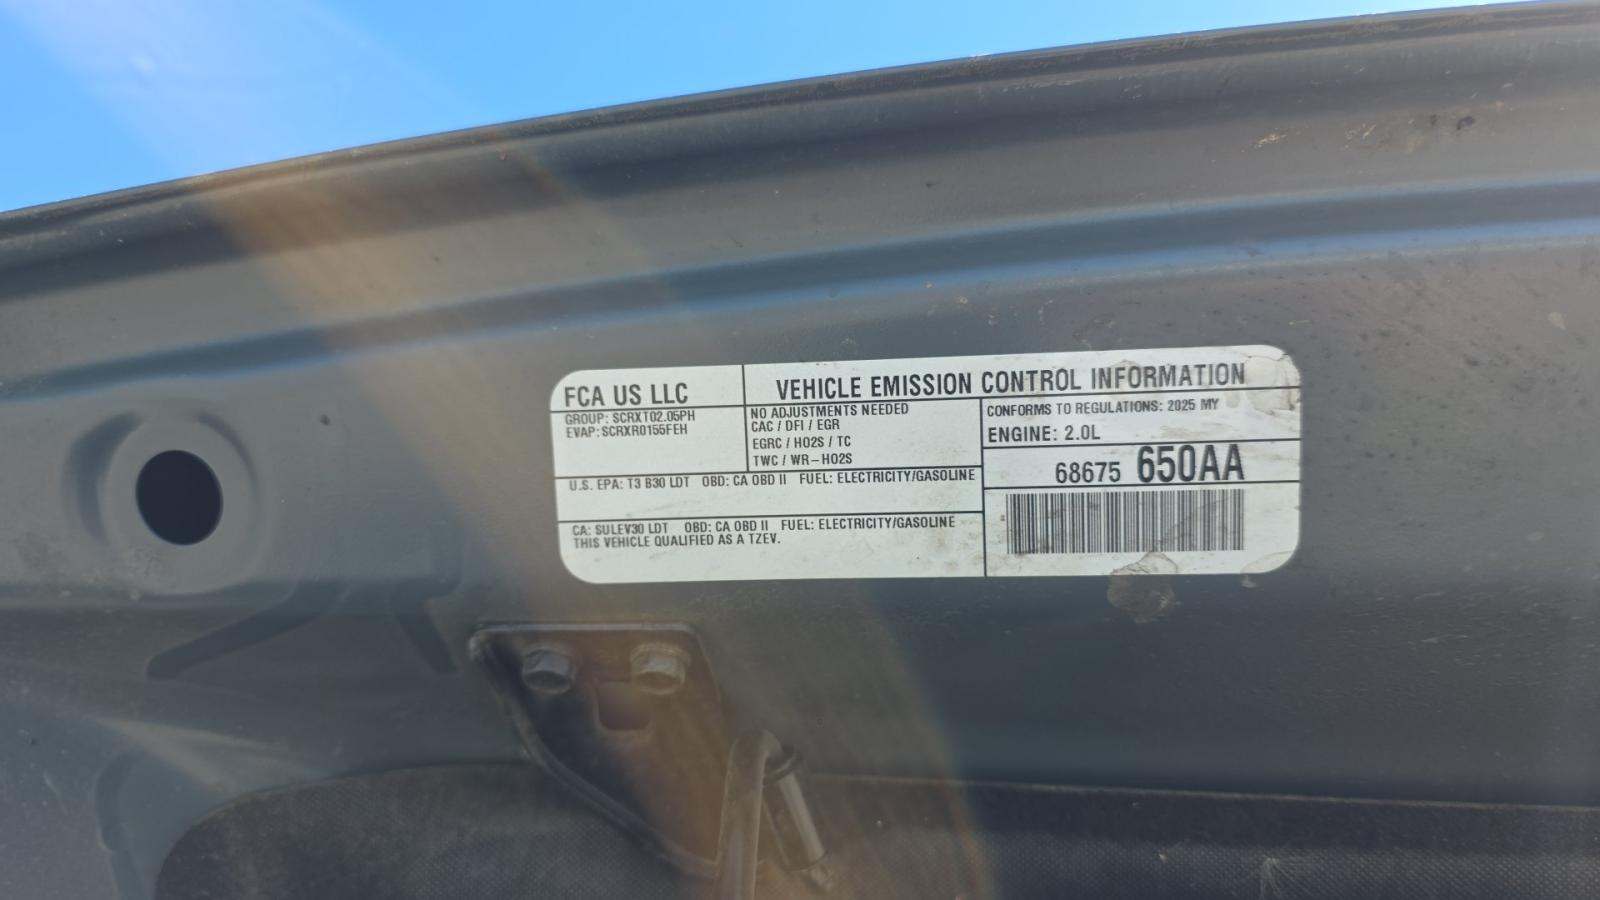 FCA US LLC
GROUP: SCRXT02.05PH
EVAP: SCRXR0155FEH
VEHICLE EMISSION CONTROL INFORMATION
NO ADJUSTMENTS NEEDED
CAC / DFI / EGR
EGRC / HO2S / TC
TWC / WR-HO2S
CONFORMS TO REGULATIONS: 2025 MY
ENGINE: 2.0L
68675 650AA
U.S. EPA: T3 B30 LDT OBD: CA OBD II FUEL: ELECTRICITY/GASOLINE
CA: SULEV30 LDT OBD: CA OBD II FUEL: ELECTRICITY/GASOLINE
THIS VEHICLE QUALIFIED AS A TZEV.